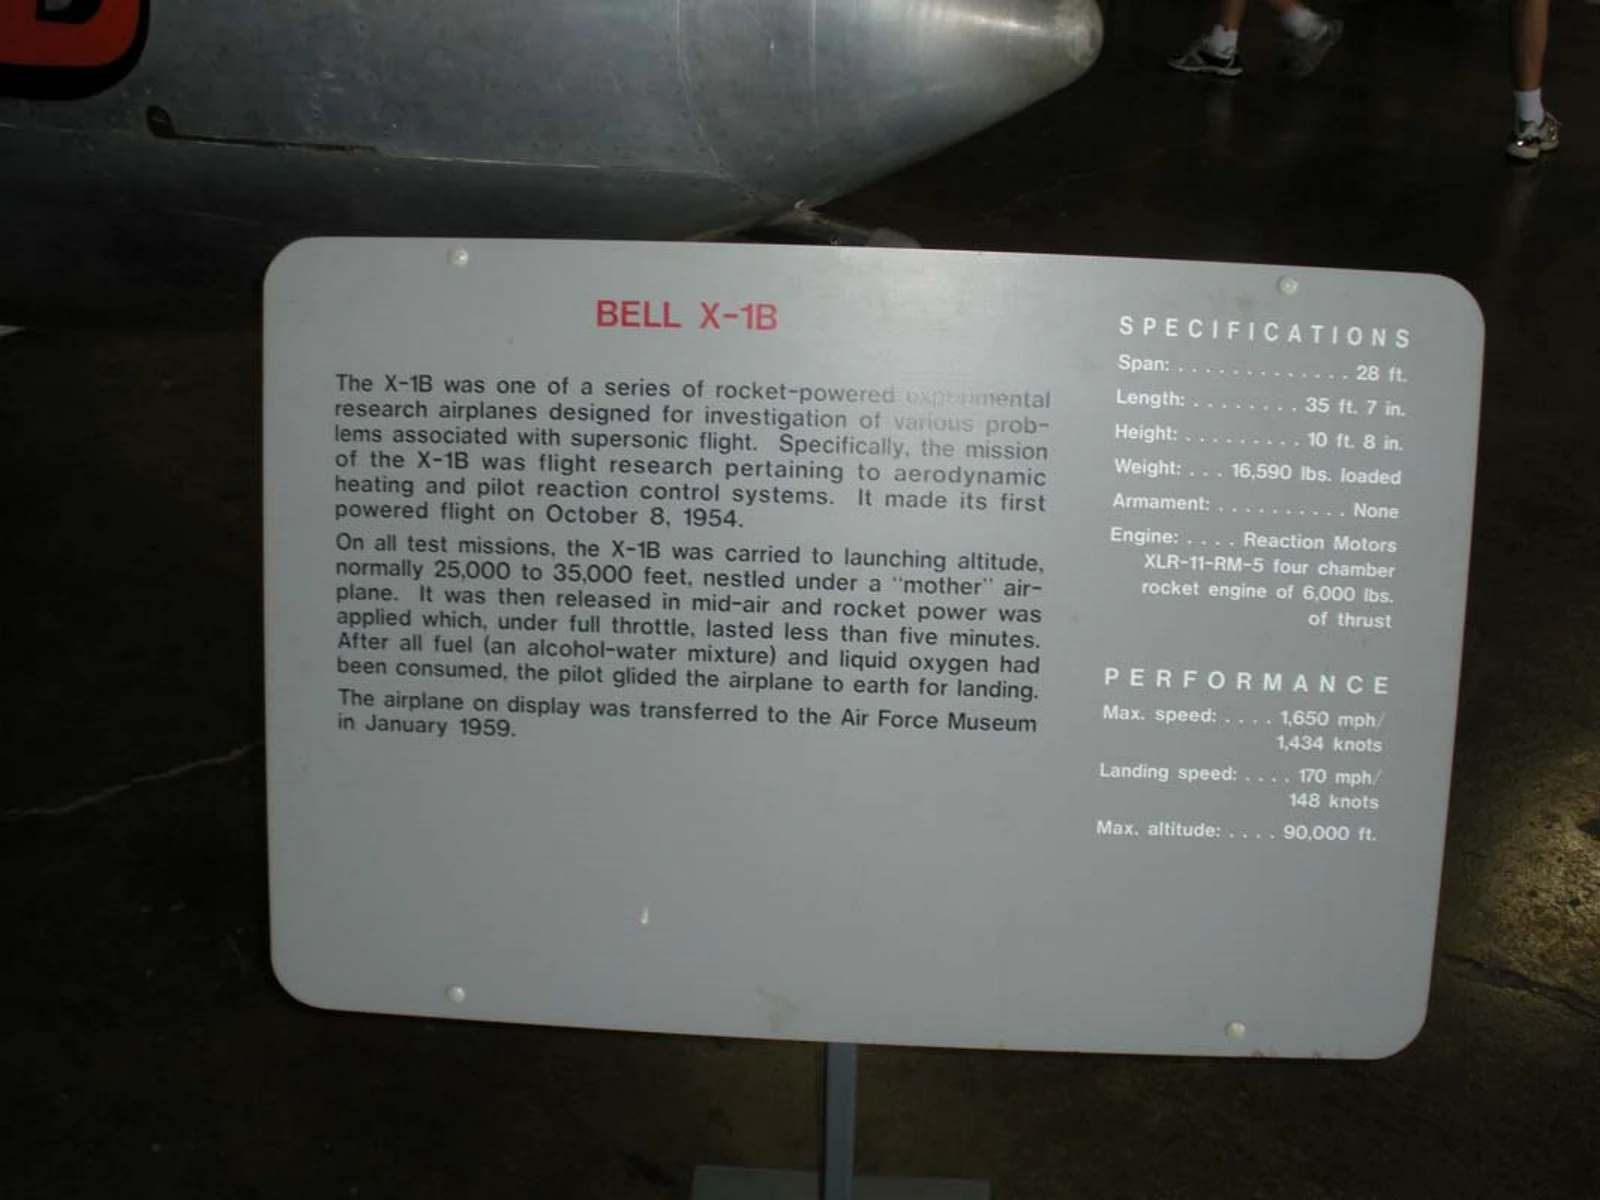 BELL X-1B
The X-1B was one of a series of rocket-powered experimental
research airplanes designed for investigation of various prob-
lems associated with supersonic flight. Specifically, the mission
of the X-1B was flight research pertaining to aerodynamic
heating and pilot reaction control systems. It made its first
powered flight on October 8, 1954.
On all test missions, the X-1B was carried to launching altitude,
normally 25,000 to 35,000 feet, nestled under a "mother" air-
plane. It was then released in mid-air and rocket power was
applied which, under full throttle, lasted less than five minutes.
After all fuel (an alcohol-water mixture) and liquid oxygen had
been consumed, the pilot glided the airplane to earth for landing.
The airplane on display was transferred to the Air Force Museum
in January 1959.
SPECIFICATIONS
Span: . . . . . . . . . . . . . 28 ft.
Length: . . . . . . . . 35 ft. 7 in.
Height: . . . . . . . . . 10 ft. 8 in.
Weight: . . . 16,590 lbs. loaded
Armament: . . . . . . . . . . None
Engine: . . . . Reaction Motors
XLR-11-RM-5 four chamber
rocket engine of 6,000 lbs.
of thrust
PERFORMANCE
Max. speed: . . . . 1,650 mph/
1,434 knots
Landing speed: . . . . 170 mph/
148 knots
Max. altitude: . . . . 90,000 ft.